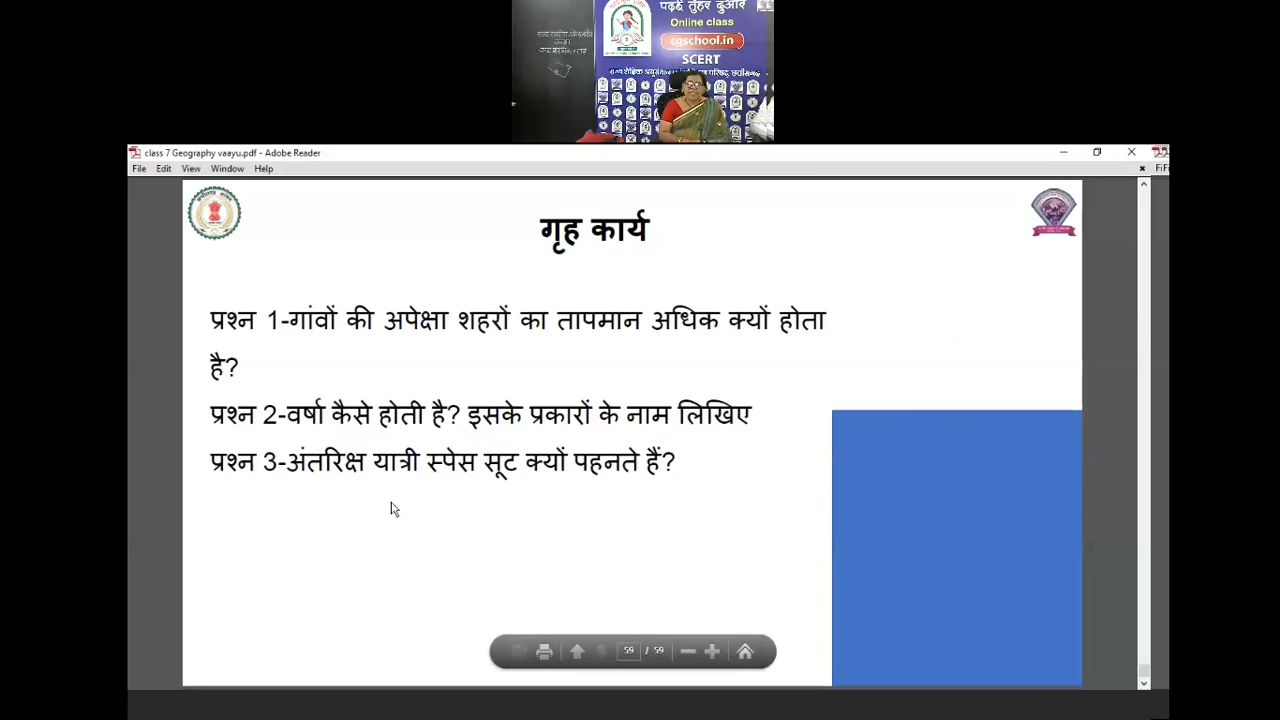 पढ़ई तुंहर दुआर
Online class
cgschool.in
SCERT
class 7 Geography vaayu.pdf - Adobe Reader
File Edit View Window Help
गृह कार्य
प्रश्न 1-गांवों की अपेक्षा शहरों का तापमान अधिक क्यों होता
है?
प्रश्न 2-वर्षा कैसे होती है? इसके प्रकारों के नाम लिखिए
प्रश्न 3-अंतरिक्ष यात्री स्पेस सूट क्यों पहनते हैं?
59 / 59